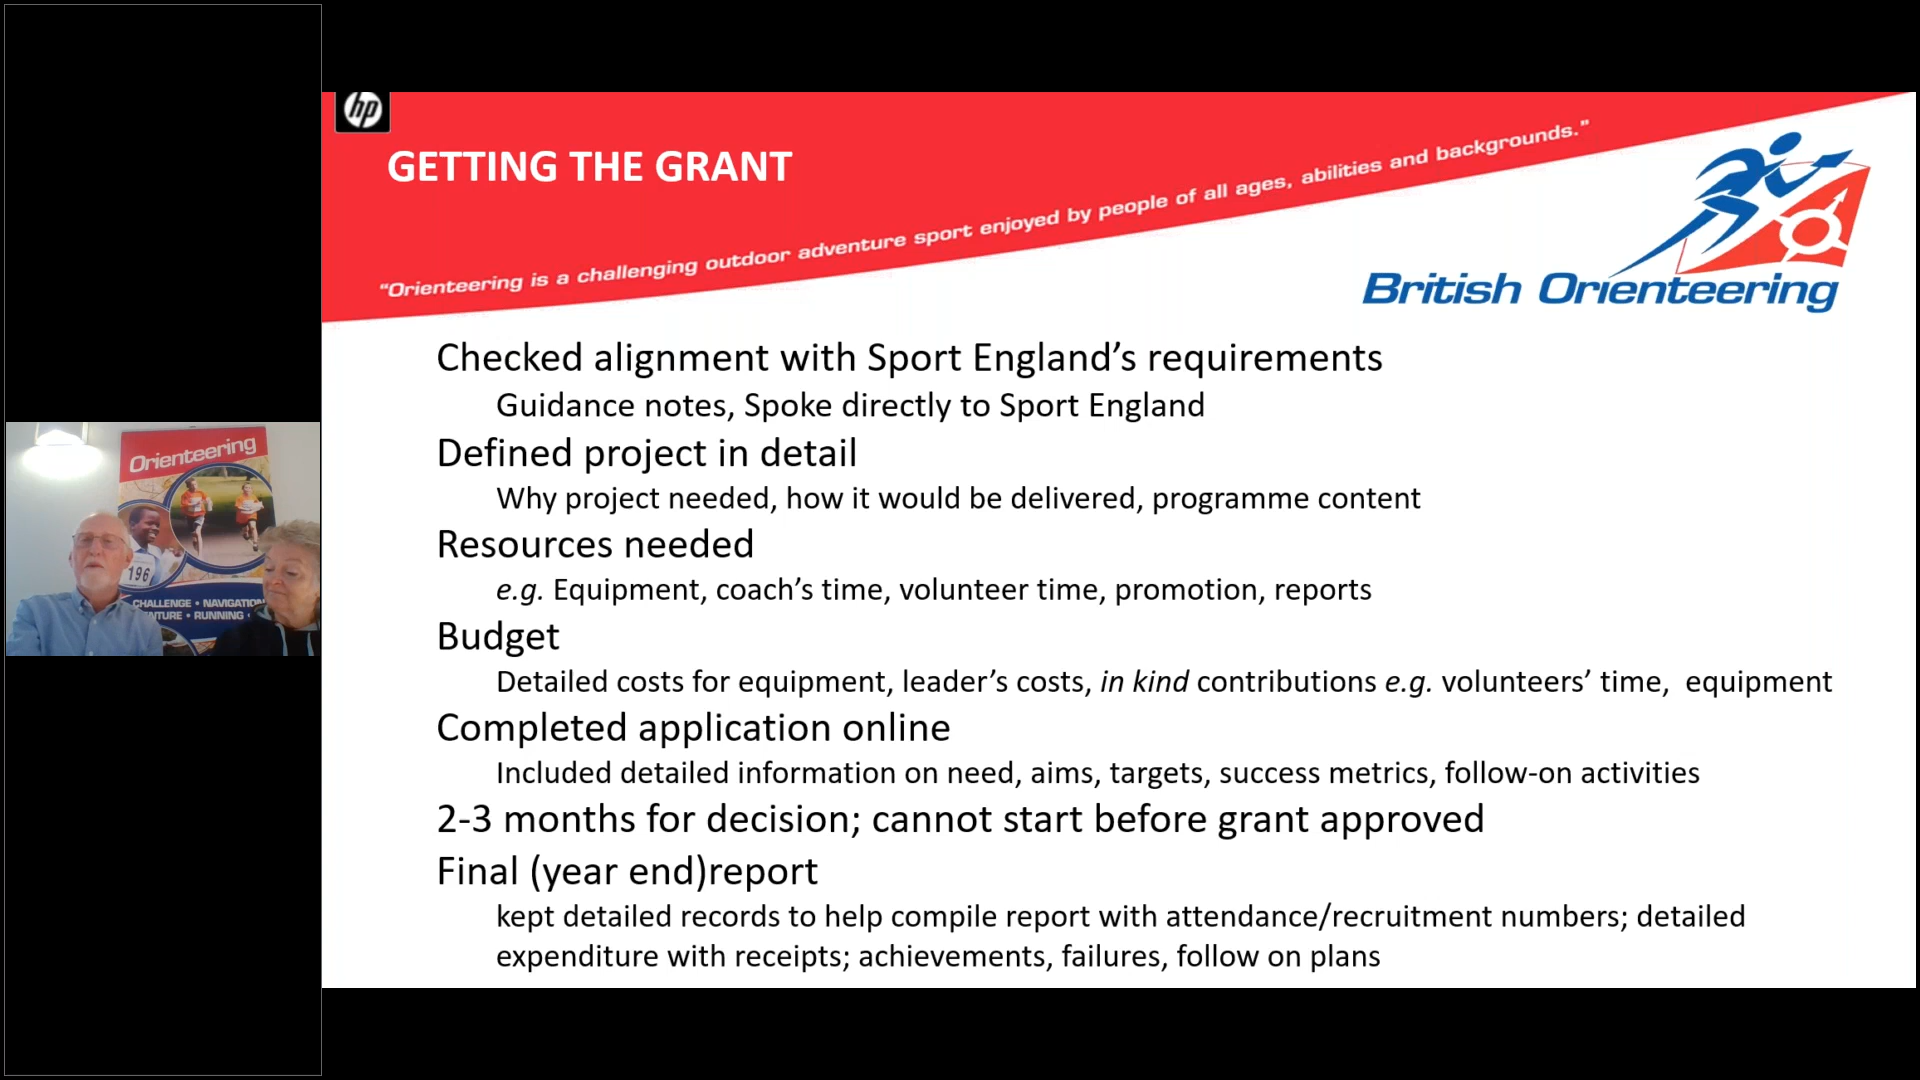 hp
GETTING THE GRANT
“Orienteering is a challenging outdoor adventure sport enjoyed by people of all ages, abilities and backgrounds.”
British Orienteering
Checked alignment with Sport England’s requirements
Guidance notes, Spoke directly to Sport England
Defined project in detail
Why project needed, how it would be delivered, programme content
Resources needed
e.g. Equipment, coach’s time, volunteer time, promotion, reports
Budget
Detailed costs for equipment, leader’s costs, in kind contributions e.g. volunteers’ time, equipment
Completed application online
Included detailed information on need, aims, targets, success metrics, follow-on activities
2-3 months for decision; cannot start before grant approved
Final (year end)report
kept detailed records to help compile report with attendance/recruitment numbers; detailed
expenditure with receipts; achievements, failures, follow on plans
Orienteering
196
CHALLENGE • NAVIGATION
NTURE • RUNNING •